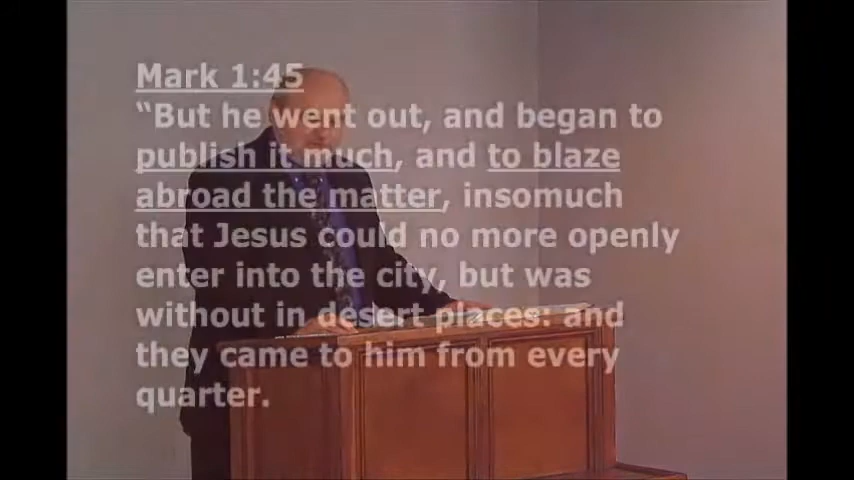 Mark 1:45
“But he went out, and began to
publish it much, and to blaze
abroad the matter, insomuch
that Jesus could no more openly
enter into the city, but was
without in desert places: and
they came to him from every
quarter.